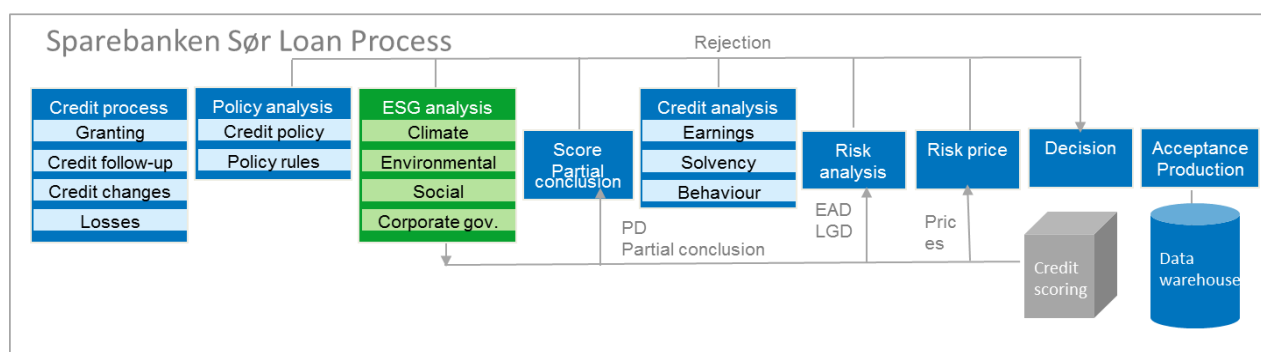 Sparebanken Sør Loan Process
Rejection
Credit process
Granting
Credit follow-up
Credit changes
Losses
Policy analysis
Credit policy
Policy rules
ESG analysis
Climate
Environmental
Social
Corporate gov.
Score
Partial
conclusion
Credit analysis
Earnings
Solvency
Behaviour
Risk
analysis
Risk price
Decision
Acceptance
Production
PD
Partial conclusion
EAD
LGD
Pric
es
Credit
scoring
Data
warehouse